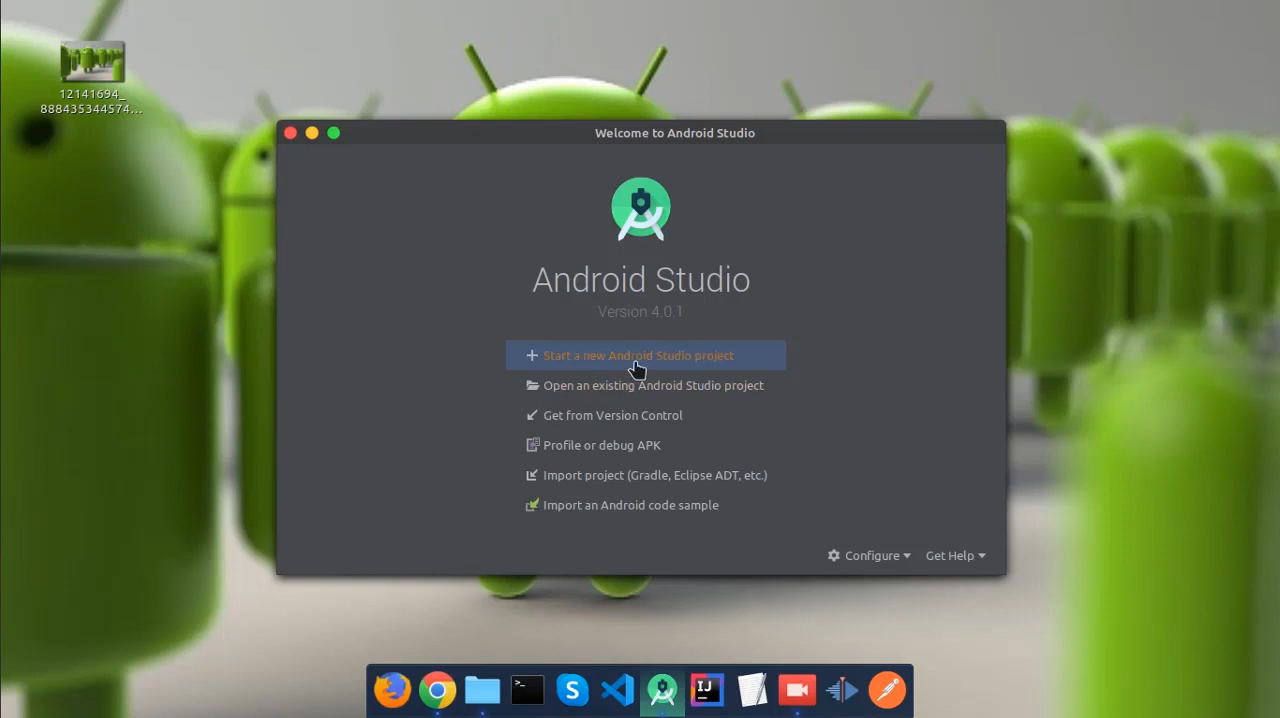 12141694_
888435344574...
Welcome to Android Studio
Android Studio
Version 4.0.1
Start a new Android Studio project
Open an existing Android Studio project
Get from Version Control
Profile or debug APK
Import project (Gradle, Eclipse ADT, etc.)
Import an Android code sample
Configure
Get Help
>_
S
IJ